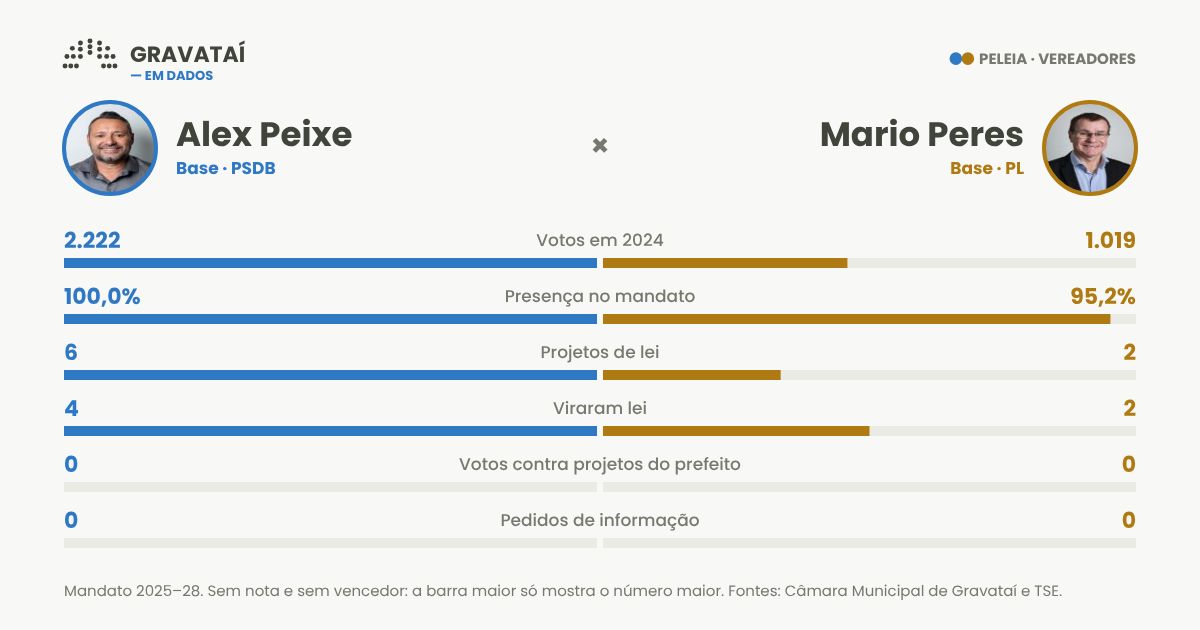 GRAVATAÍ
— EM DADOS
PELEIA · VEREADORES
Alex Peixe
Base · PSDB
×
Mario Peres
Base · PL
2.222 Votos em 2024 1.019
100,0% Presença no mandato 95,2%
6 Projetos de lei 2
4 Viraram lei 2
0 Votos contra projetos do prefeito 0
0 Pedidos de informação 0
Mandato 2025–28. Sem nota e sem vencedor: a barra maior só mostra o número maior. Fontes: Câmara Municipal de Gravataí e TSE.